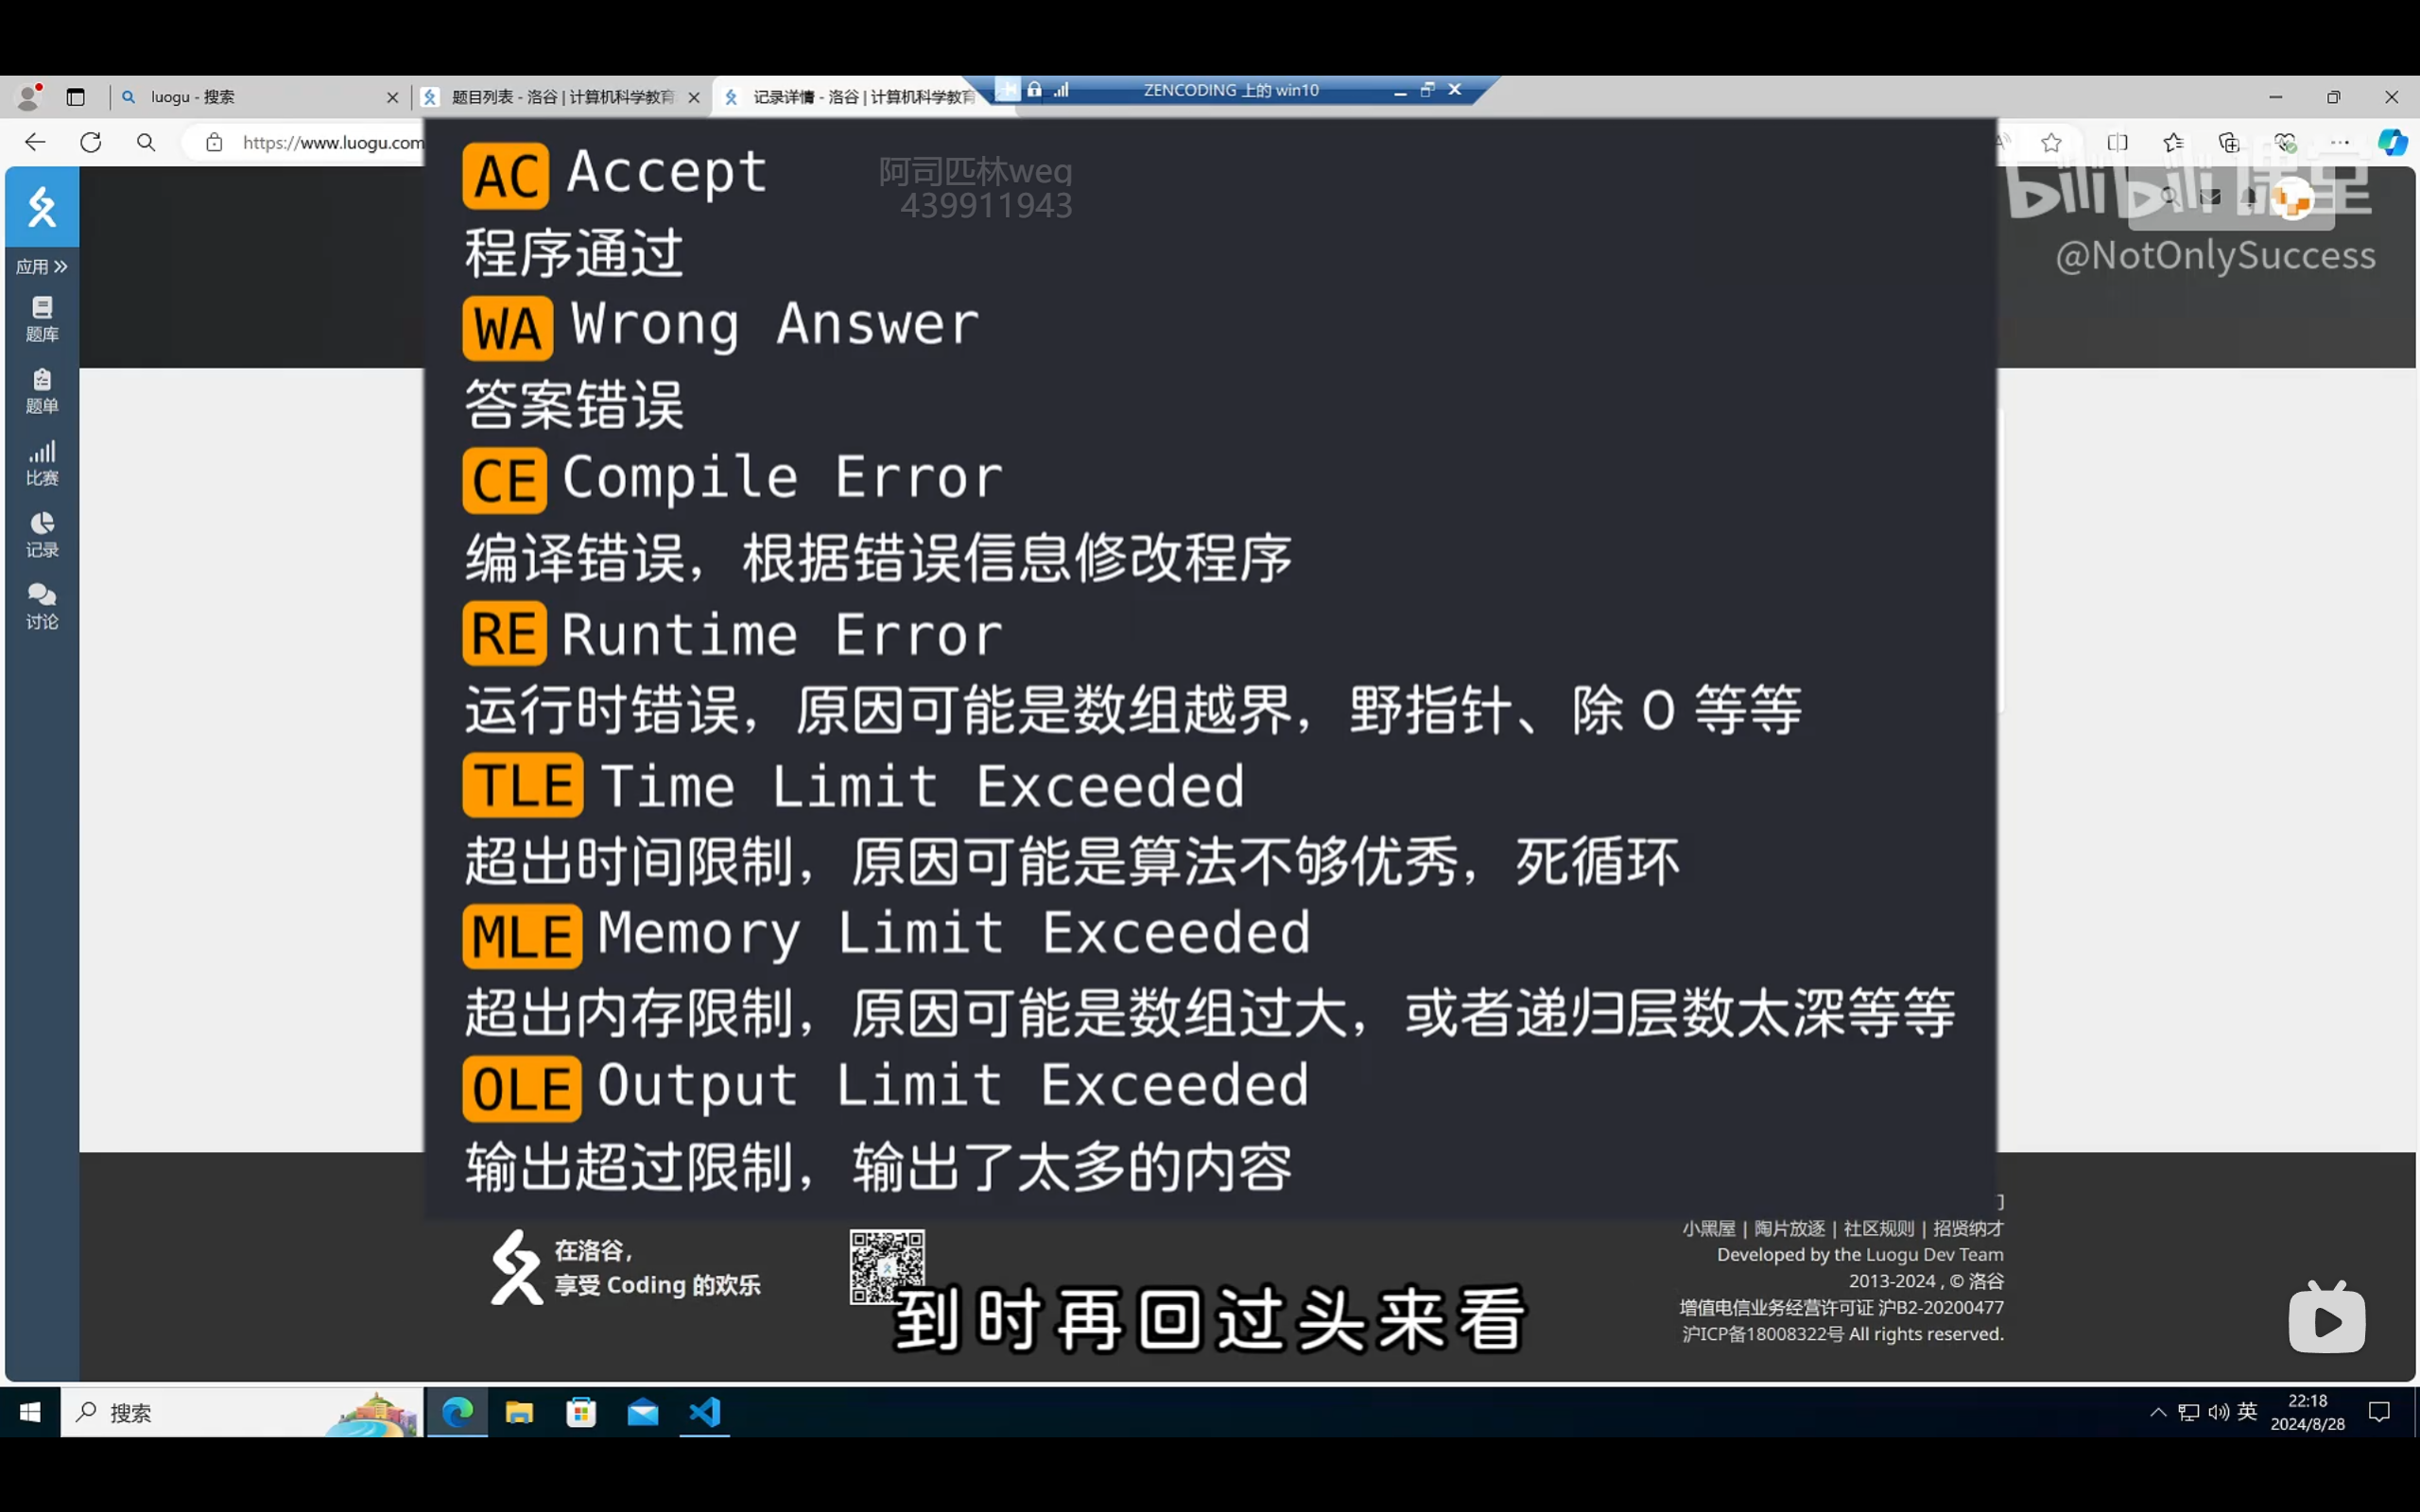 luogu - 搜索
题目列表 - 洛谷 | 计算机科学教育
记录详情 - 洛谷 | 计算机科学教育
ZENCODING 上的 win10
https://www.luogu.com
AC Accept
程序通过
WA Wrong Answer
答案错误
CE Compile Error
编译错误，根据错误信息修改程序
RE Runtime Error
运行时错误，原因可能是数组越界，野指针、除 0 等等
TLE Time Limit Exceeded
超出时间限制，原因可能是算法不够优秀，死循环
MLE Memory Limit Exceeded
超出内存限制，原因可能是数组过大，或者递归层数太深等等
OLE Output Limit Exceeded
输出超过限制，输出了太多的内容
阿司匹林weq
439911943
bilibili课堂
@NotOnlySuccess
应用
题库
题单
比赛
记录
讨论
在洛谷，
享受 Coding 的欢乐
小黑屋 | 陶片放逐 | 社区规则 | 招贤纳才
Developed by the Luogu Dev Team
2013-2024 , © 洛谷
增值电信业务经营许可证 沪B2-20200477
沪ICP备18008322号 All rights reserved.
到时再回过头来看
搜索
英
22:18
2024/8/28